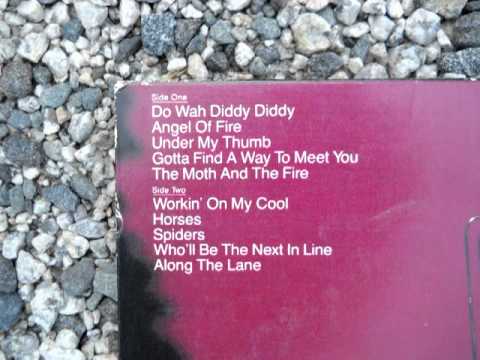 Side One
Do Wah Diddy Diddy
Angel Of Fire
Under My Thumb
Gotta Find A Way To Meet You
The Moth And The Fire
Side Two
Workin' On My Cool
Horses
Spiders
Who'll Be The Next In Line
Along The Lane